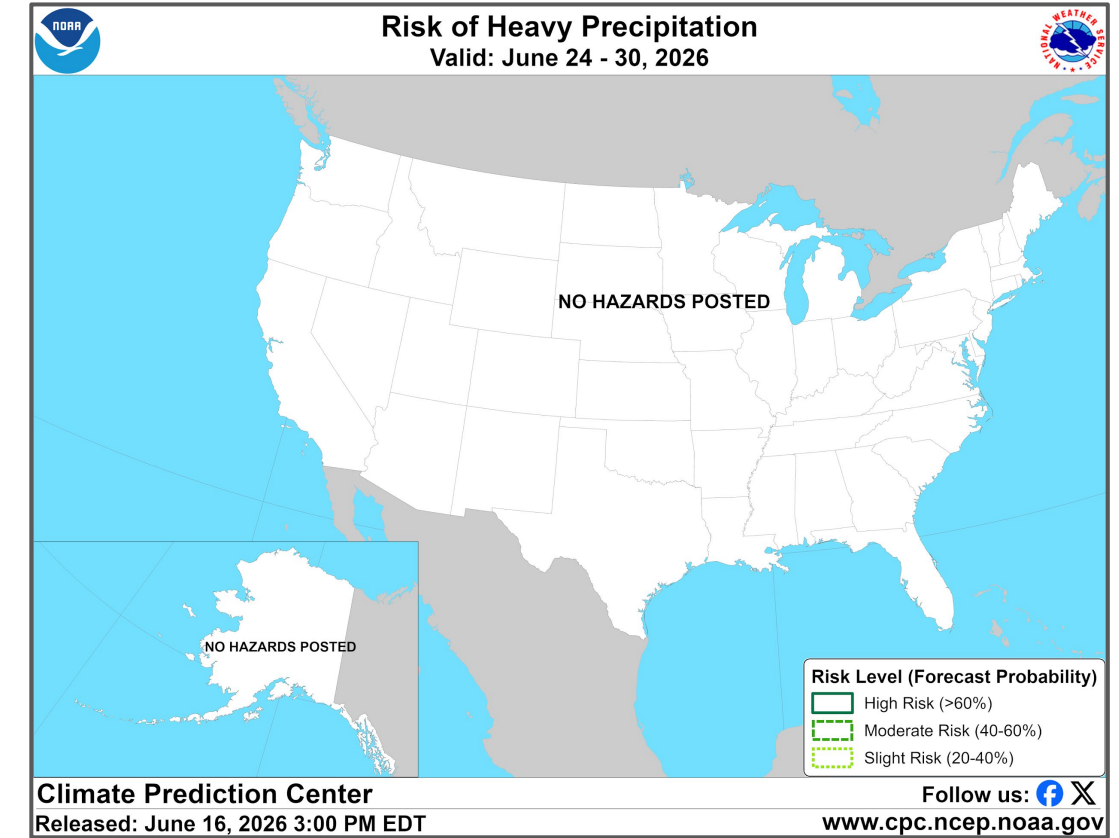 NOAA
Risk of Heavy Precipitation
Valid: June 24 - 30, 2026
NATIONAL WEATHER SERVICE
NO HAZARDS POSTED
NO HAZARDS POSTED
Risk Level (Forecast Probability)
High Risk (>60%)
Moderate Risk (40-60%)
Slight Risk (20-40%)
Climate Prediction Center
Follow us:
Released: June 16, 2026 3:00 PM EDT
www.cpc.ncep.noaa.gov